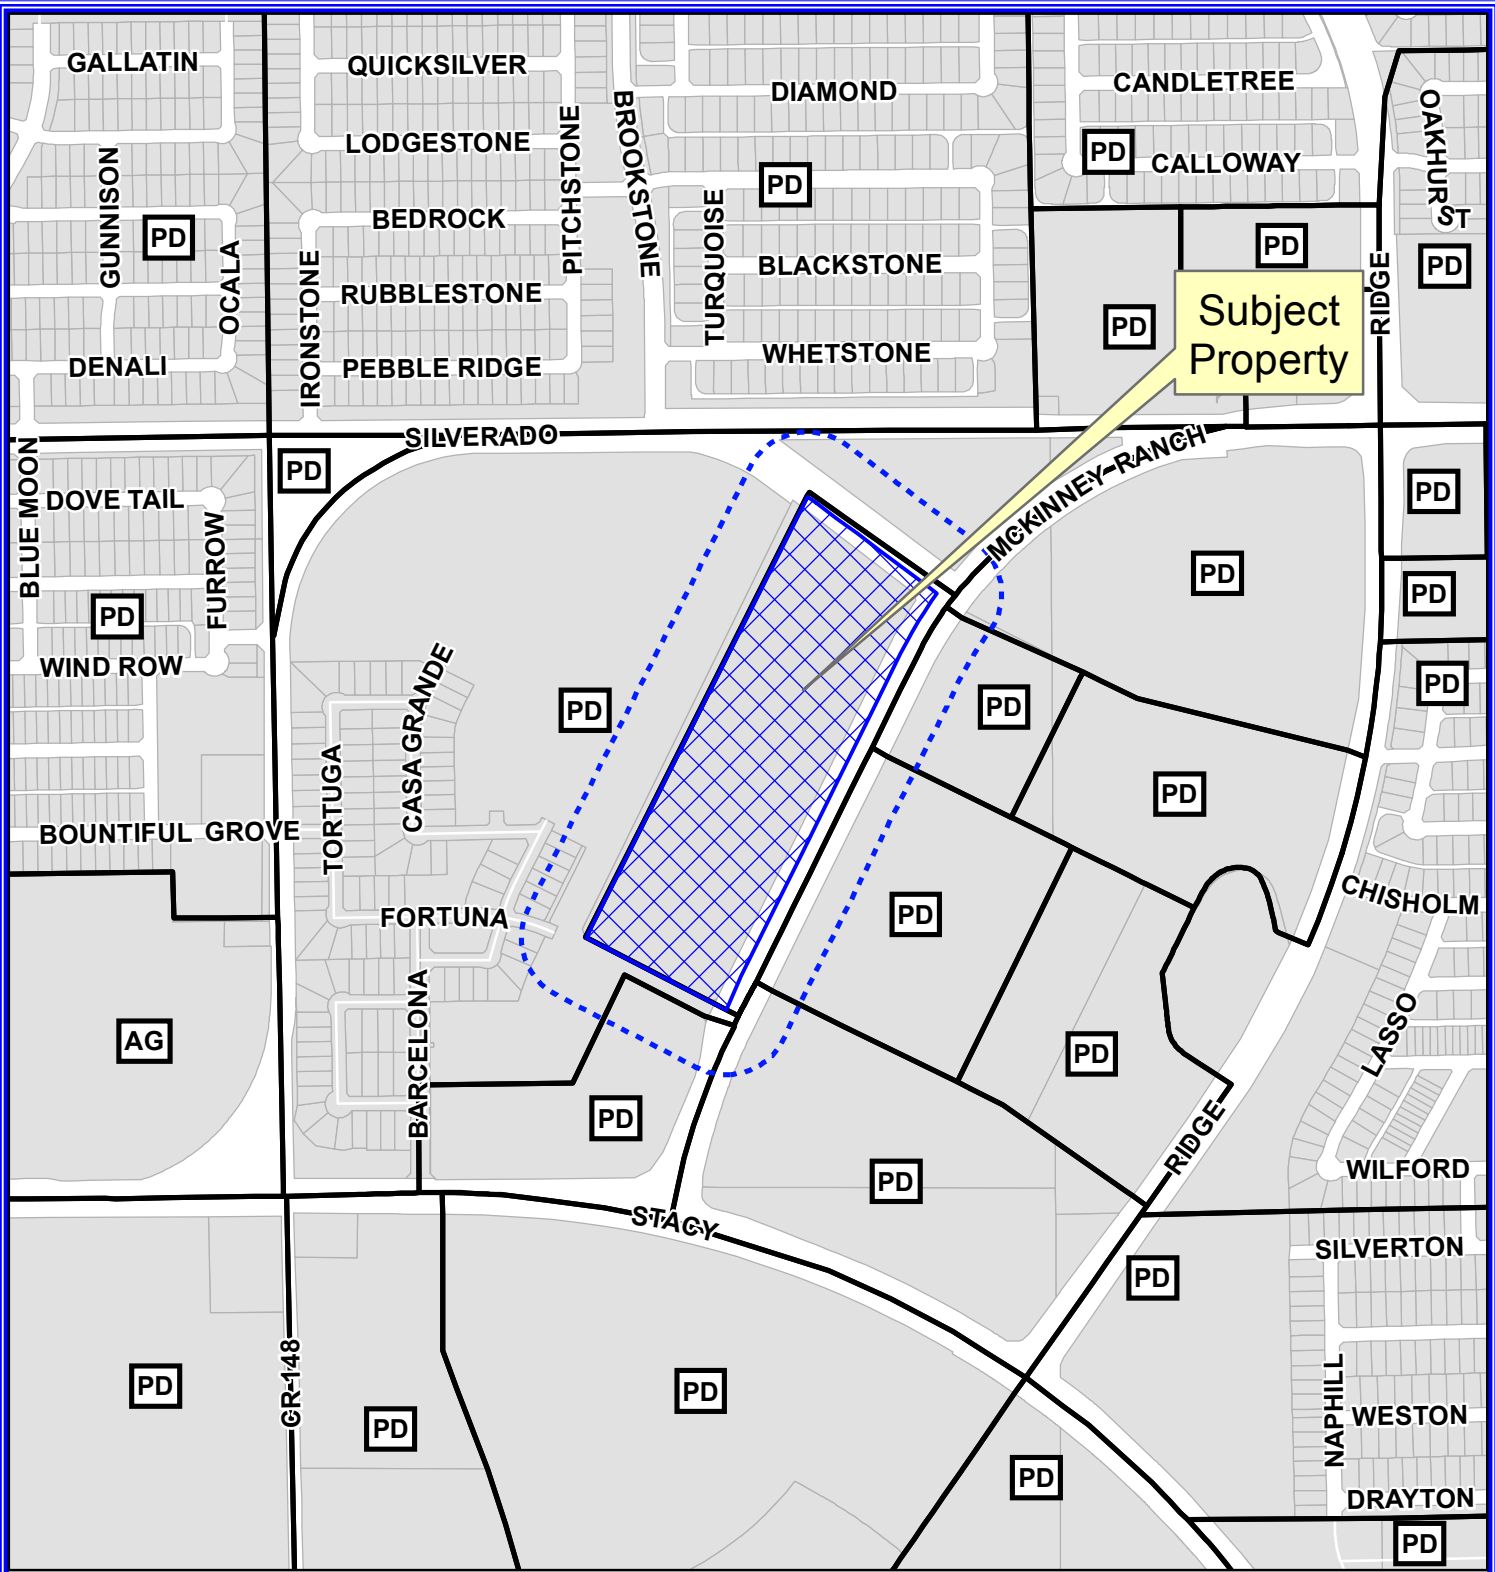 GALLATIN
QUICKSILVER
DIAMOND
CANDLETREE
OAKHURST
LODGESTONE
PITCHSTONE
BROOKSTONE
PD
CALLOWAY
GUNNISON
PD
PD
OCALA
BEDROCK
TURQUOISE
PD
PD
RIDGE
IRONSTONE
RUBBLESTONE
BLACKSTONE
PD
Subject
Property
DENALI
PEBBLE RIDGE
WHETSTONE
SILVERADO
MCKINNEY RANCH
BLUE MOON
PD
DOVE TAIL
FURROW
PD
PD
PD
PD
WIND ROW
CASA GRANDE
PD
PD
PD
TORTUGA
PD
BOUNTIFUL GROVE
FORTUNA
PD
CHISHOLM
AG
BARCELONA
PD
LASSO
PD
RIDGE
PD
WILFORD
STACY
SILVERTON
PD
CR-148
PD
PD
PD
NAPHILL
WESTON
PD
DRAYTON
PD